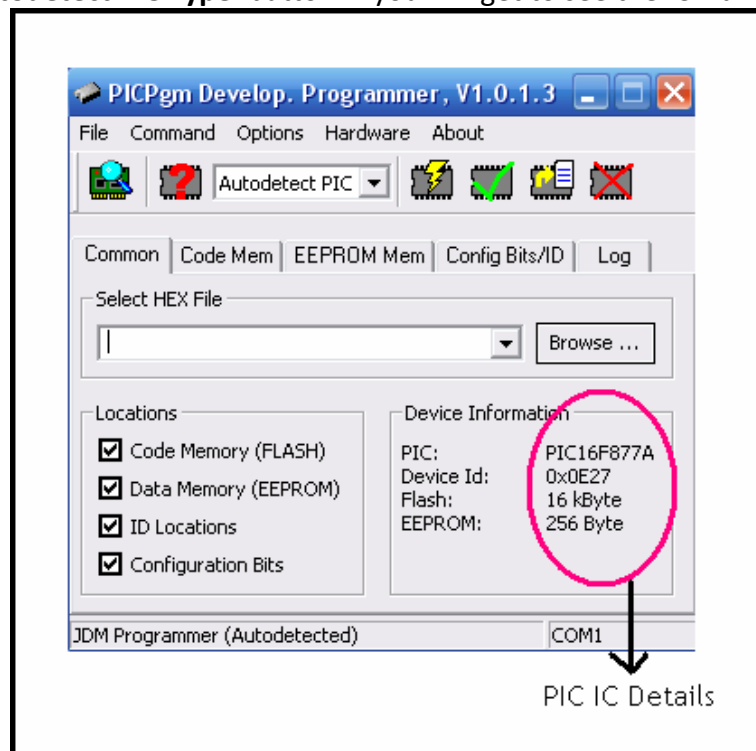 PICPgm Develop. Programmer, V1.0.1.3
File Command Options Hardware About
Autodetect PIC
Common Code Mem EEPROM Mem Config Bits/ID Log
Select HEX File
Browse ...
Locations
Code Memory (FLASH)
Data Memory (EEPROM)
ID Locations
Configuration Bits
Device Information
PIC: PIC16F877A
Device Id: 0x0E27
Flash: 16 kByte
EEPROM: 256 Byte
JDM Programmer (Autodetected) COM1
PIC IC Details